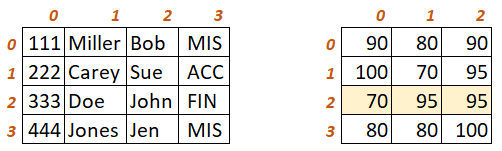 0 1 2 3 0 1 2
0 111 Miller Bob MIS 0 90 80 90
1 222 Carey Sue ACC 1 100 70 95
2 333 Doe John FIN 2 70 95 95
3 444 Jones Jen MIS 3 80 80 100